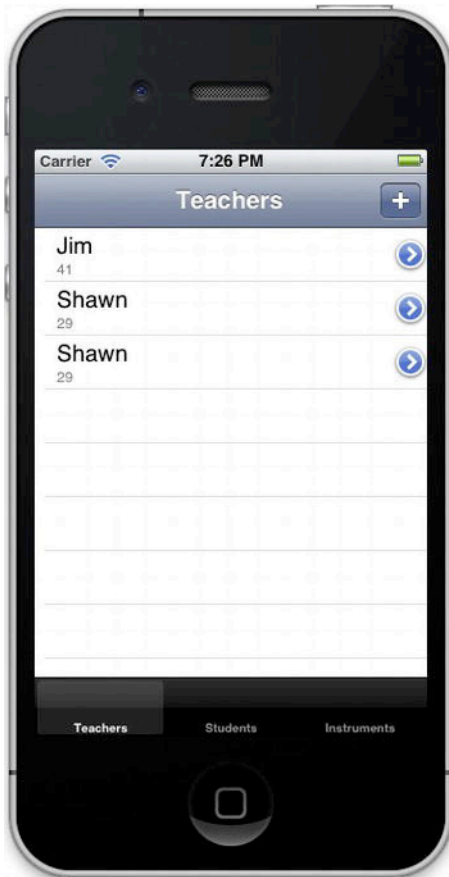 Carrier 7:26 PM
Teachers +
Jim
41
Shawn
29
Shawn
29
Teachers Students Instruments